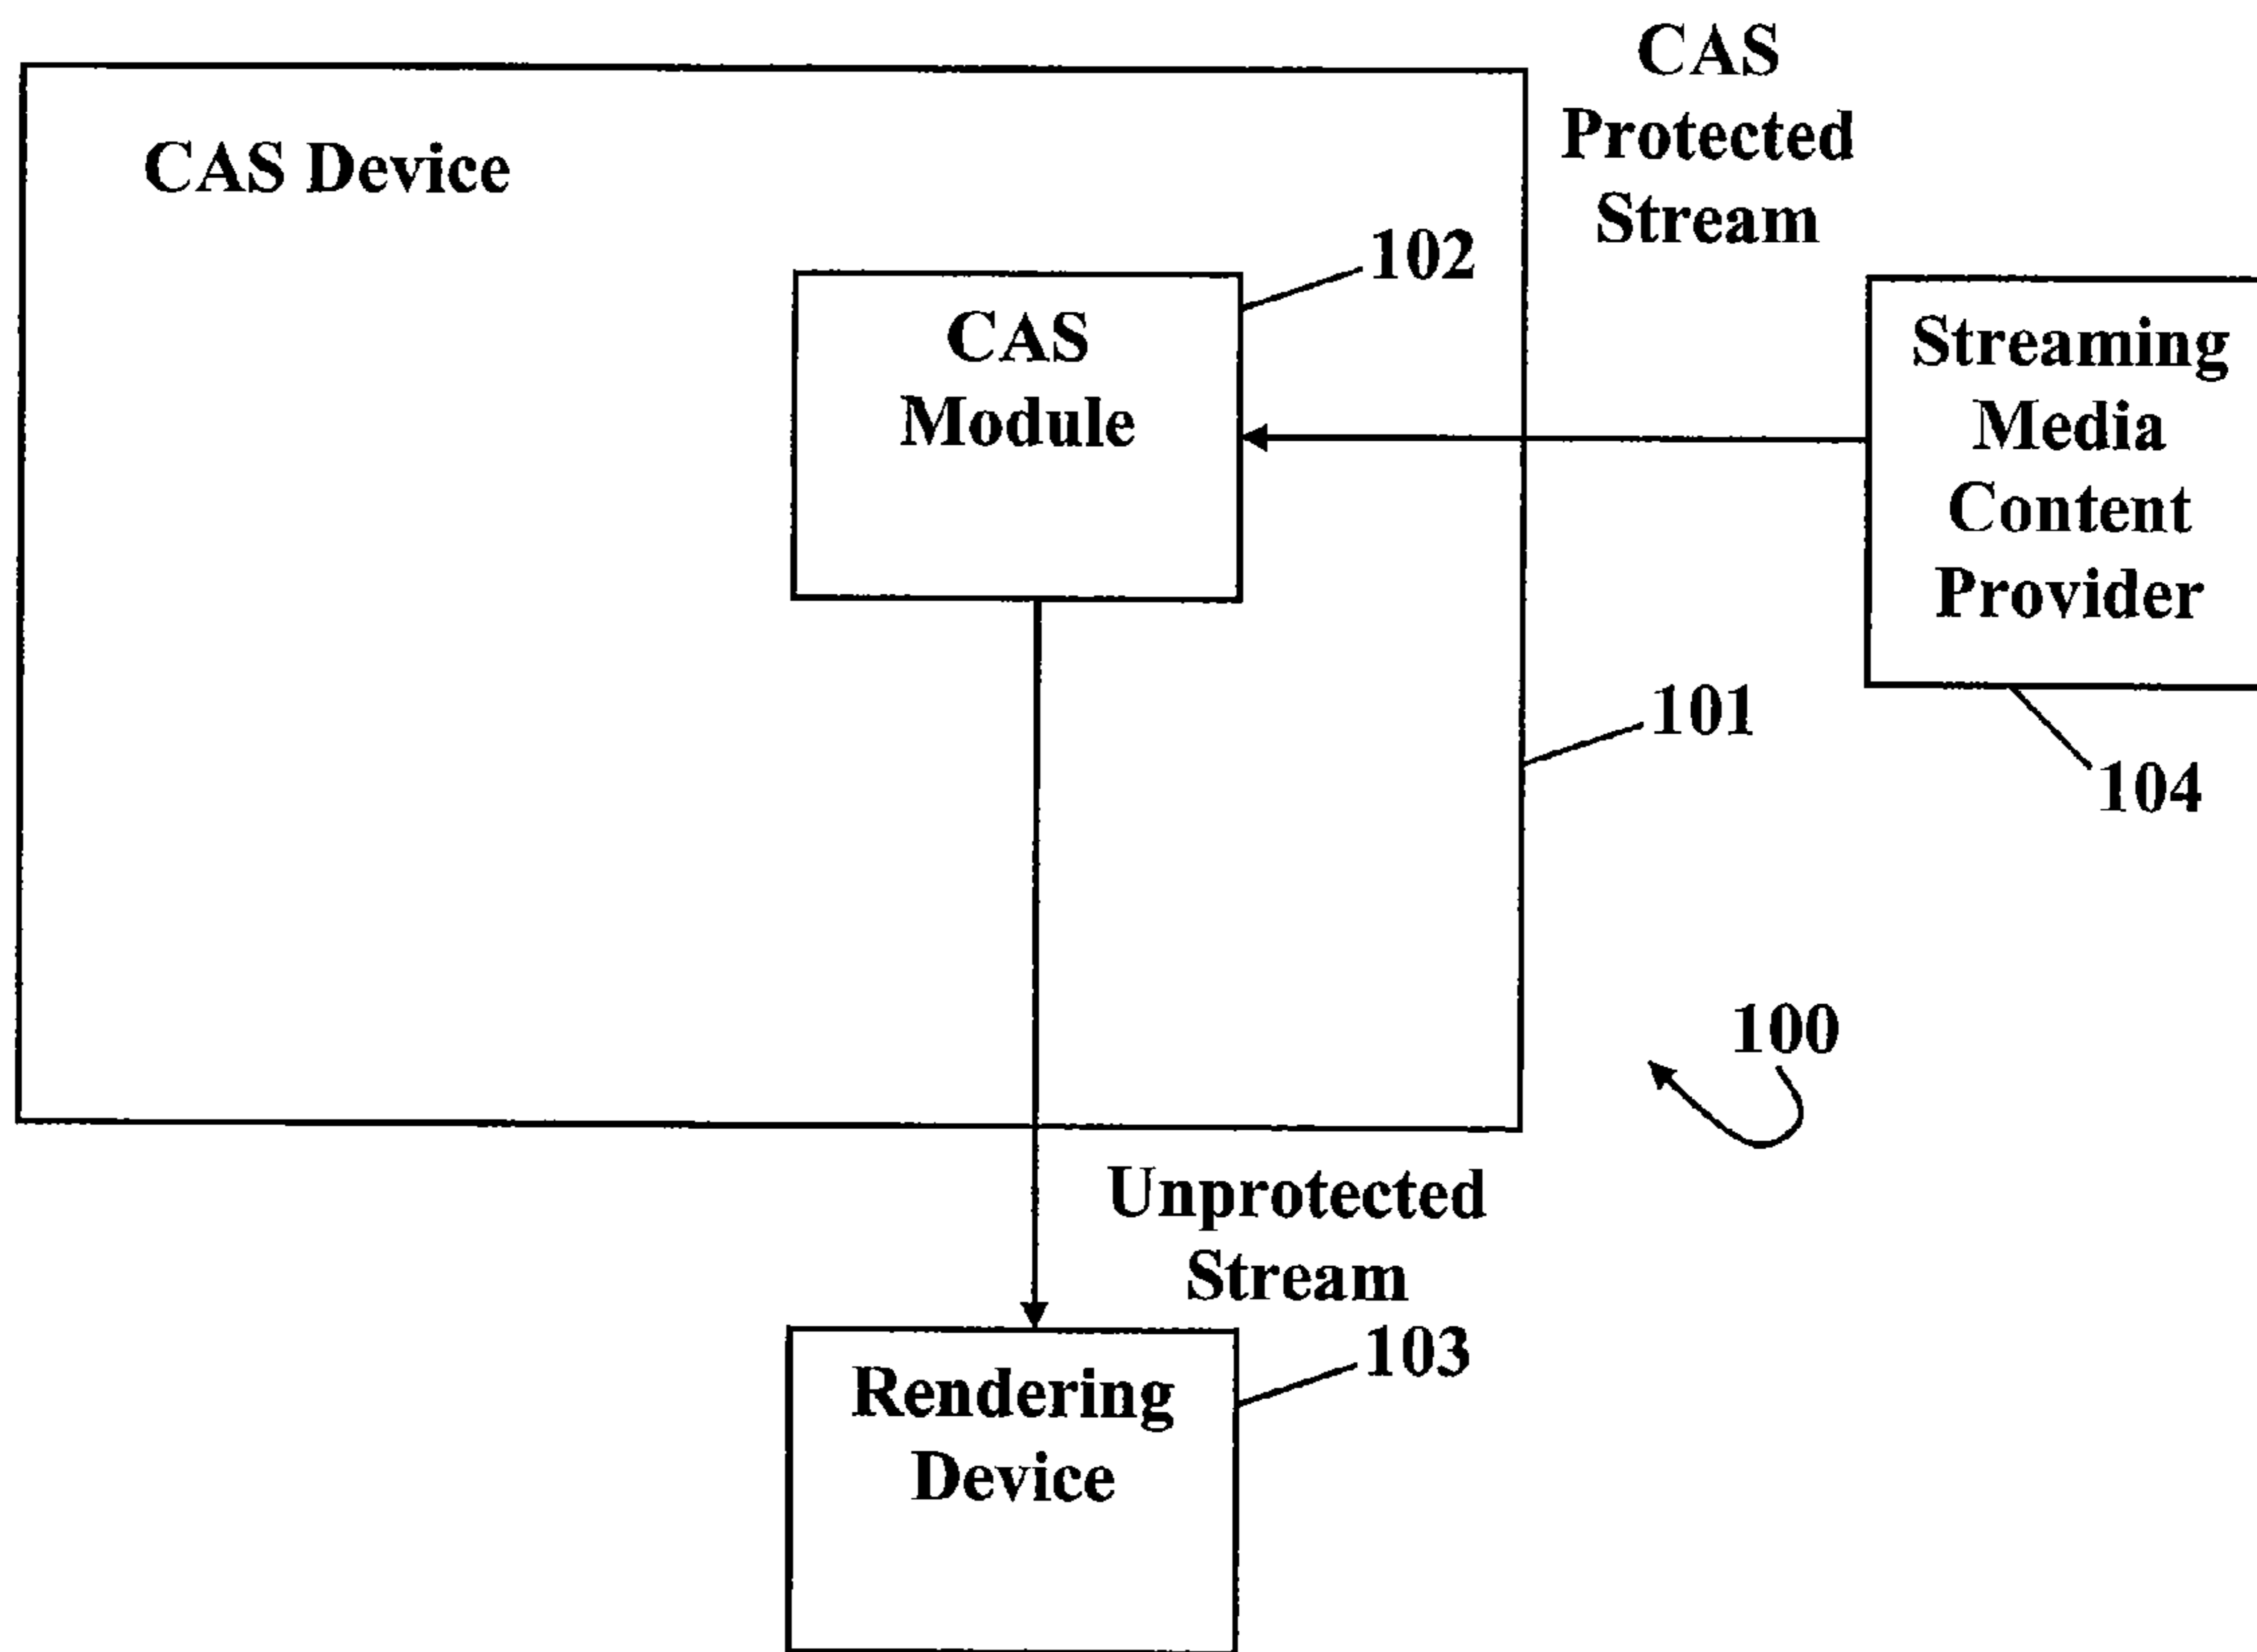 CAS
Protected
Stream
CAS Device
102
CAS
Module
Streaming
Media
Content
Provider
101
104
100
Unprotected
Stream
103
Rendering
Device